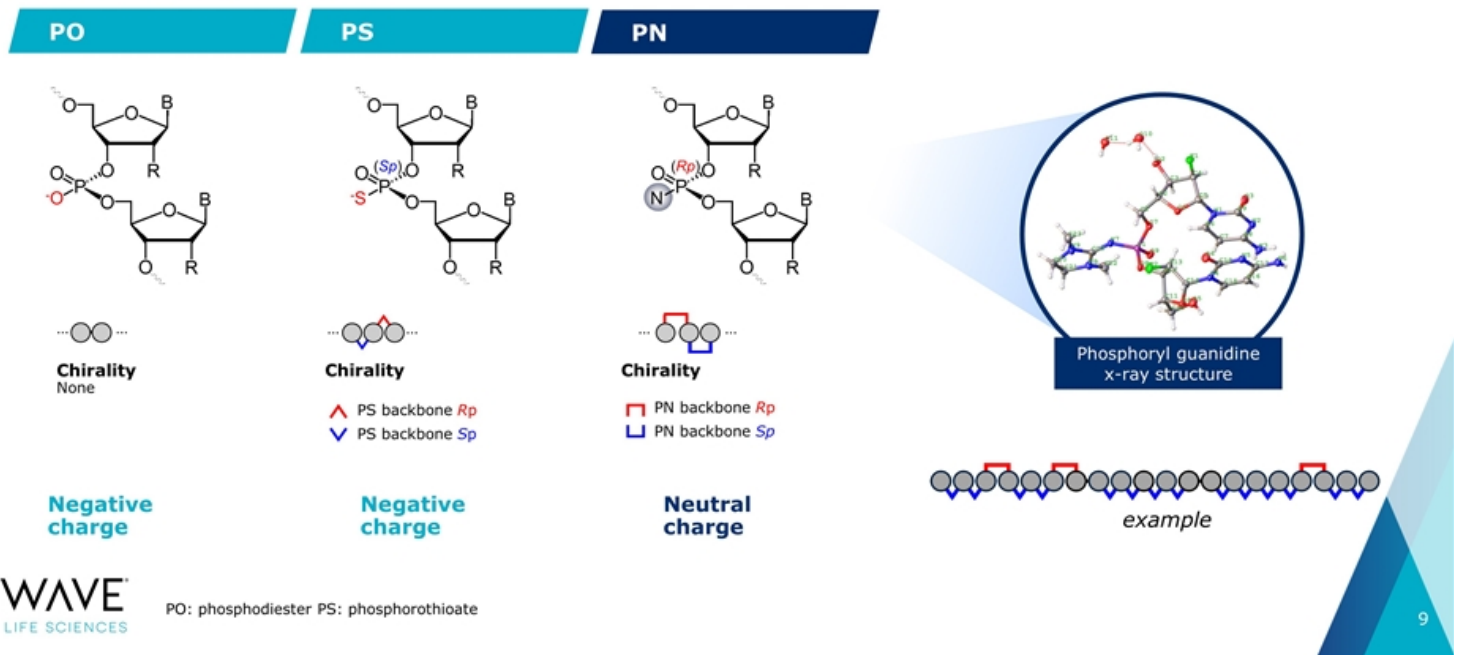 PO
PS
PN
O
O
B
O
O
P
-O
R
O
O
B
O
R
O
O
B
(Sp)
O
O
P
-S
R
O
O
B
O
R
O
O
B
(Rp)
O
O
P
N
R
O
O
B
O
R
Chirality
None
Chirality
PS backbone Rp
PS backbone Sp
Chirality
PN backbone Rp
PN backbone Sp
Negative
charge
Negative
charge
Neutral
charge
Phosphoryl guanidine
x-ray structure
example
WAVE
LIFE SCIENCES
PO: phosphodiester PS: phosphorothioate
9